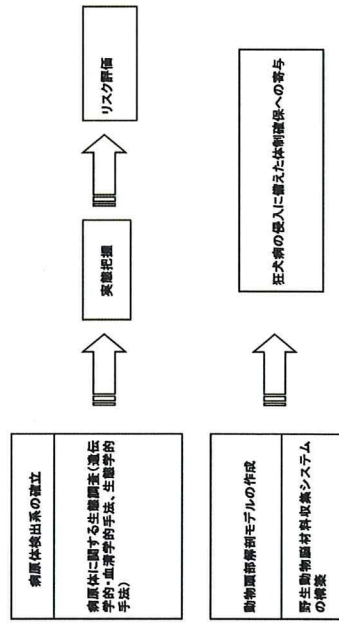 病原体検出系の確立
病原体に関する生態調査(遺伝
学的・血清学的手法、生態学的
手法)
実態把握
リスク評価
動物頭部解剖モデルの作成
野生動物脳材料収集システム
の構築
狂犬病の侵入に備えた体制確保への寄与